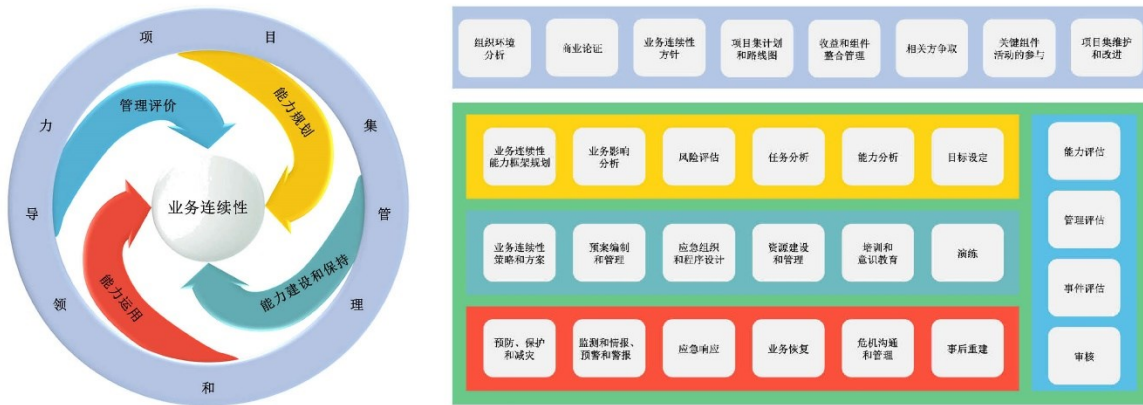 项目集管理和领导力
管理评价
能力规划
业务连续性
能力运用
能力建设和保持
组织环境
分析
商业论证
业务连续性
方针
项目集计划
和路线图
收益和组件
整合管理
相关方争取
关键组件
活动的参与
项目集维护
和改进
业务连续性
能力框架规划
业务影响
分析
风险评估
任务分析
能力分析
目标设定
业务连续性
策略和方案
预案编制
和管理
应急组织
和程序设计
资源建设
和管理
培训和
意识教育
演练
预防、保护
和减灾
监测和情报、
预警和警报
应急响应
业务恢复
危机沟通
和管理
事后重建
能力评估
管理评估
事件评估
审核